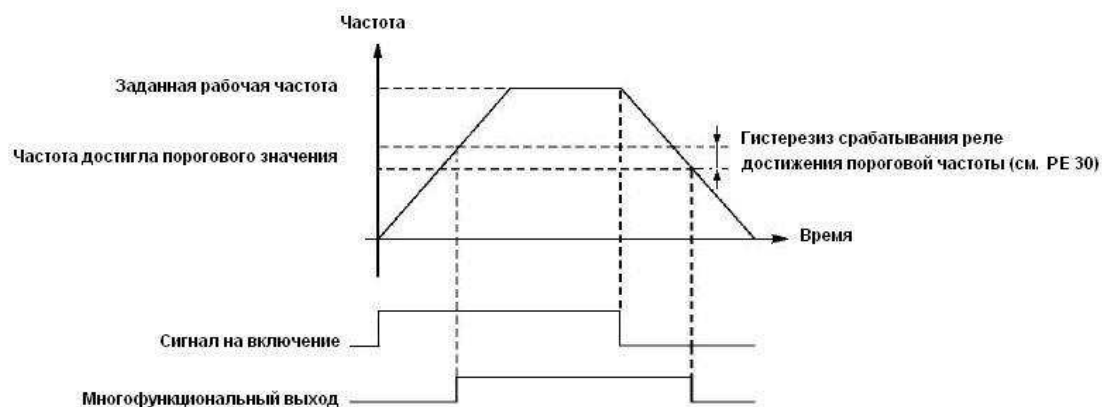 Частота
Заданная рабочая частота
Частота достигла порогового значения
Гистерезиз срабатывания реле
достижения пороговой частоты (см. PE 30)
Время
Сигнал на включение
Многофункциональный выход